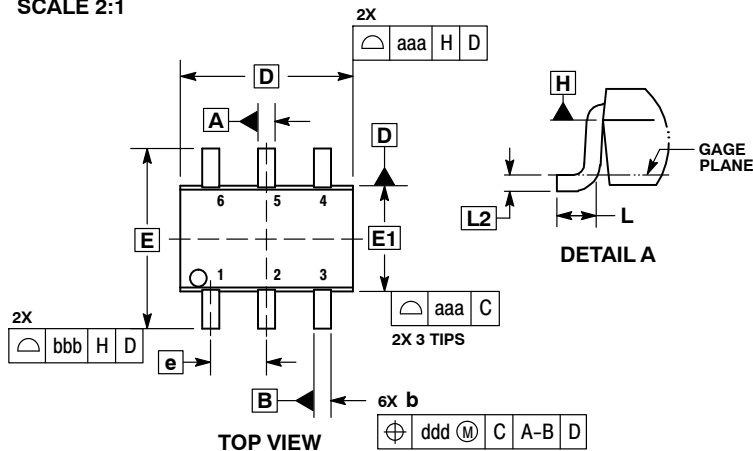 SCALE 2:1
2X
aaa H D
D
A
D
H
GAGE
PLANE
6 5 4
L2
L
E
E1
DETAIL A
1 2 3
aaa C
2X 3 TIPS
2X
bbb H D
e
B
6X b
ddd Ⓜ C A-B D
TOP VIEW